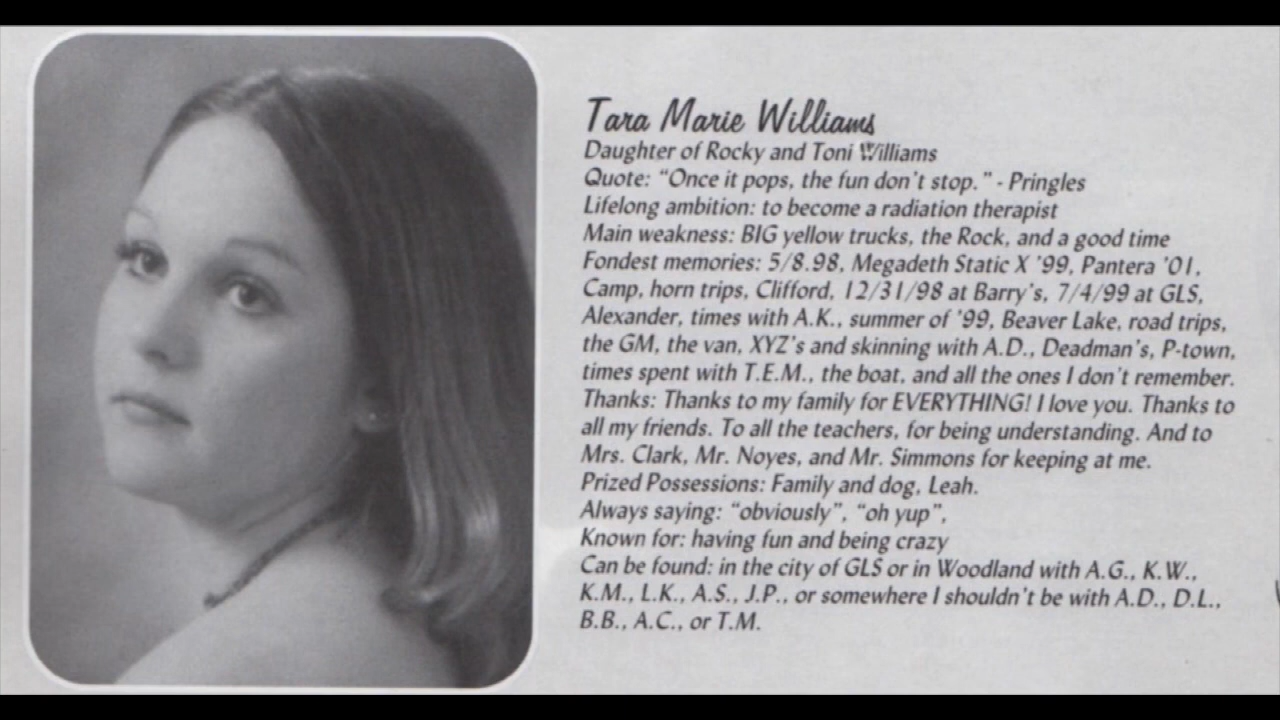 Tara Marie Williams
Daughter of Rocky and Toni Williams
Quote: “Once it pops, the fun don't stop.” - Pringles
Lifelong ambition: to become a radiation therapist
Main weakness: BIG yellow trucks, the Rock, and a good time
Fondest memories: 5/8.98, Megadeth Static X '99, Pantera '01,
Camp, horn trips, Clifford, 12/31/98 at Barry's, 7/4/99 at GLS,
Alexander, times with A.K., summer of '99, Beaver Lake, road trips,
the GM, the van, XYZ's and skinning with A.D., Deadman's, P-town,
times spent with T.E.M., the boat, and all the ones I don't remember.
Thanks: Thanks to my family for EVERYTHING! I love you. Thanks to
all my friends. To all the teachers, for being understanding. And to
Mrs. Clark, Mr. Noyes, and Mr. Simmons for keeping at me.
Prized Possessions: Family and dog, Leah.
Always saying: “obviously”, “oh yup”,
Known for: having fun and being crazy
Can be found: in the city of GLS or in Woodland with A.G., K.W.,
K.M., L.K., A.S., J.P., or somewhere I shouldn't be with A.D., D.L.,
B.B., A.C., or T.M.